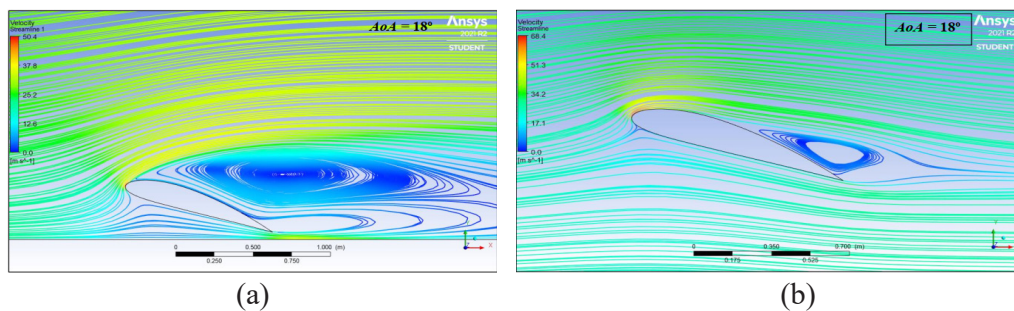 Velocity
Streamline 1
50.4
37.8
25.2
12.6
0.0
[m s^-1]
AoA = 18°
Ansys
2021 R2
STUDENT
0 0.500 1.000 (m)
0.250 0.750
X
(a)
Velocity
Streamline
68.4
51.3
34.2
17.1
0.0
[m s^-1]
AoA = 18°
Ansys
2021 R2
STUDENT
0 0.350 0.700 (m)
0.175 0.525
(b)